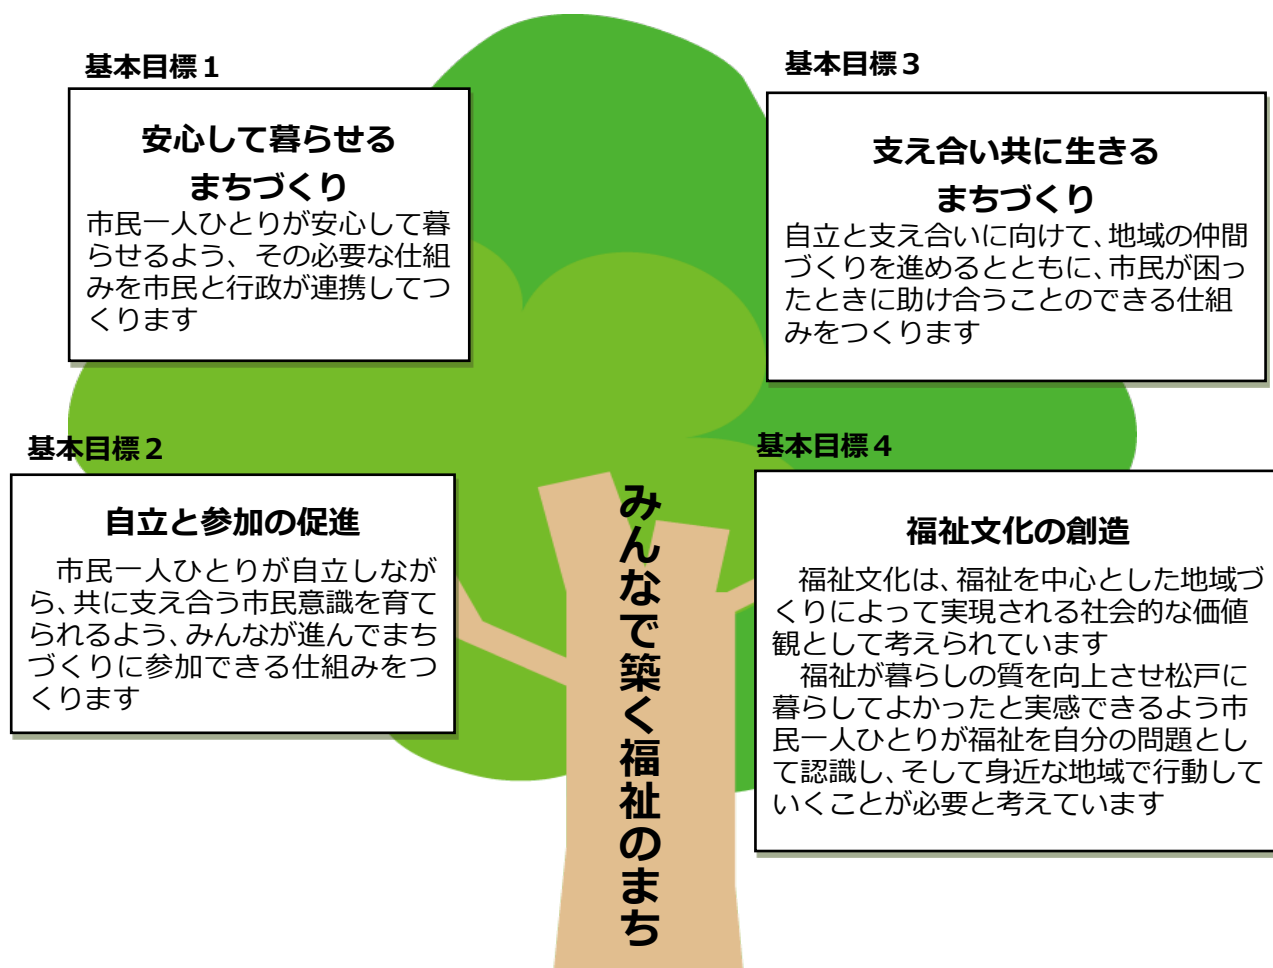 基本目標１
安心して暮らせる
まちづくり
市民一人ひとりが安心して暮
らせるよう、その必要な仕組
みを市民と行政が連携してつ
くります
基本目標２
自立と参加の促進
市民一人ひとりが自立しなが
ら、共に支え合う市民意識を育て
られるよう、みんなが進んでまち
づくりに参加できる仕組みをつ
くります
みんなで築く福祉のまち
基本目標３
支え合い共に生きる
まちづくり
自立と支え合いに向けて、地域の仲間
づくりを進めるとともに、市民が困っ
たときに助け合うことのできる仕組
みをつくります
基本目標４
福祉文化の創造
福祉文化は、福祉を中心とした地域づ
くりによって実現される社会的な価値
観として考えられています
福祉が暮らしの質を向上させ松戸に
暮らしてよかったと実感できるよう市
民一人ひとりが福祉を自分の問題とし
て認識し、そして身近な地域で行動して
いくことが必要と考えています